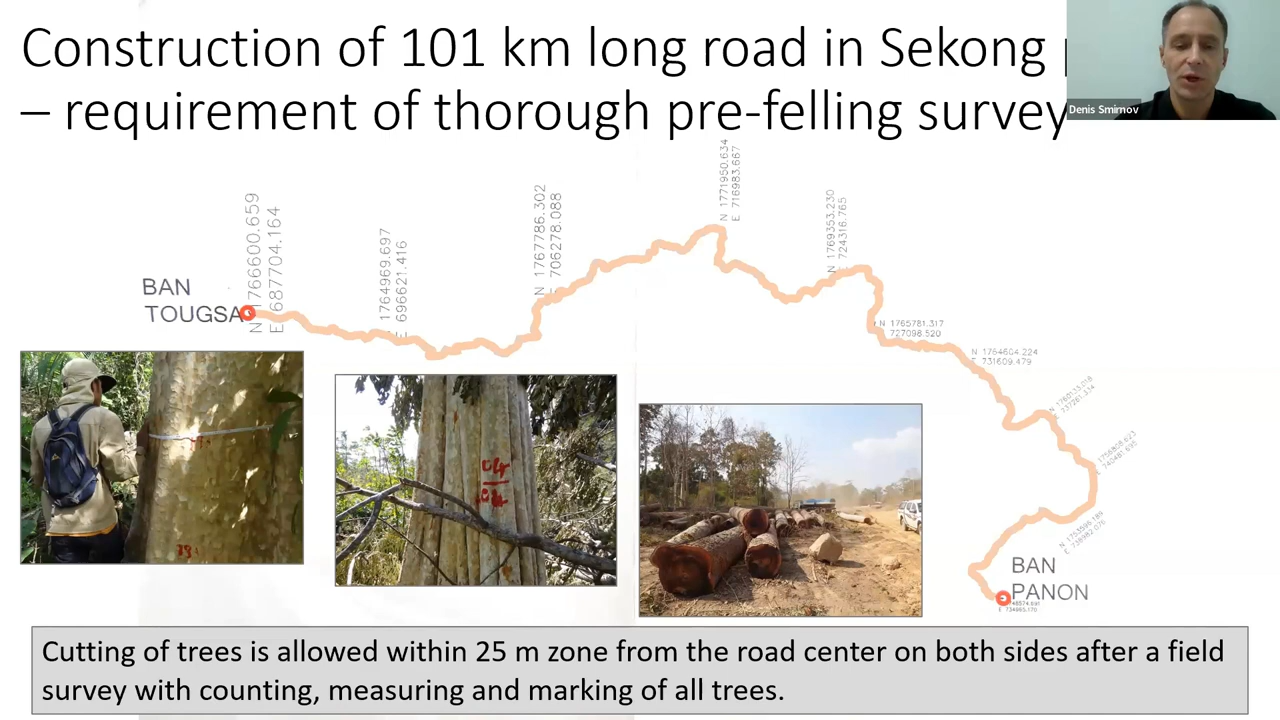 Construction of 101 km long road in Sekong
– requirement of thorough pre-felling survey
Denis Smirnov
N 1766600.659
E 687704.164
1764969.697
E 696621.416
N 1767786.302
706278.088
N 1771950.634
E 716983.667
N 1769353.230
724316.765
BAN
TOUGSA
N 1765781.317
727098.520
N 1764604.224
E 731609.479
BAN
PANON
E 734965.170
Cutting of trees is allowed within 25 m zone from the road center on both sides after a field
survey with counting, measuring and marking of all trees.